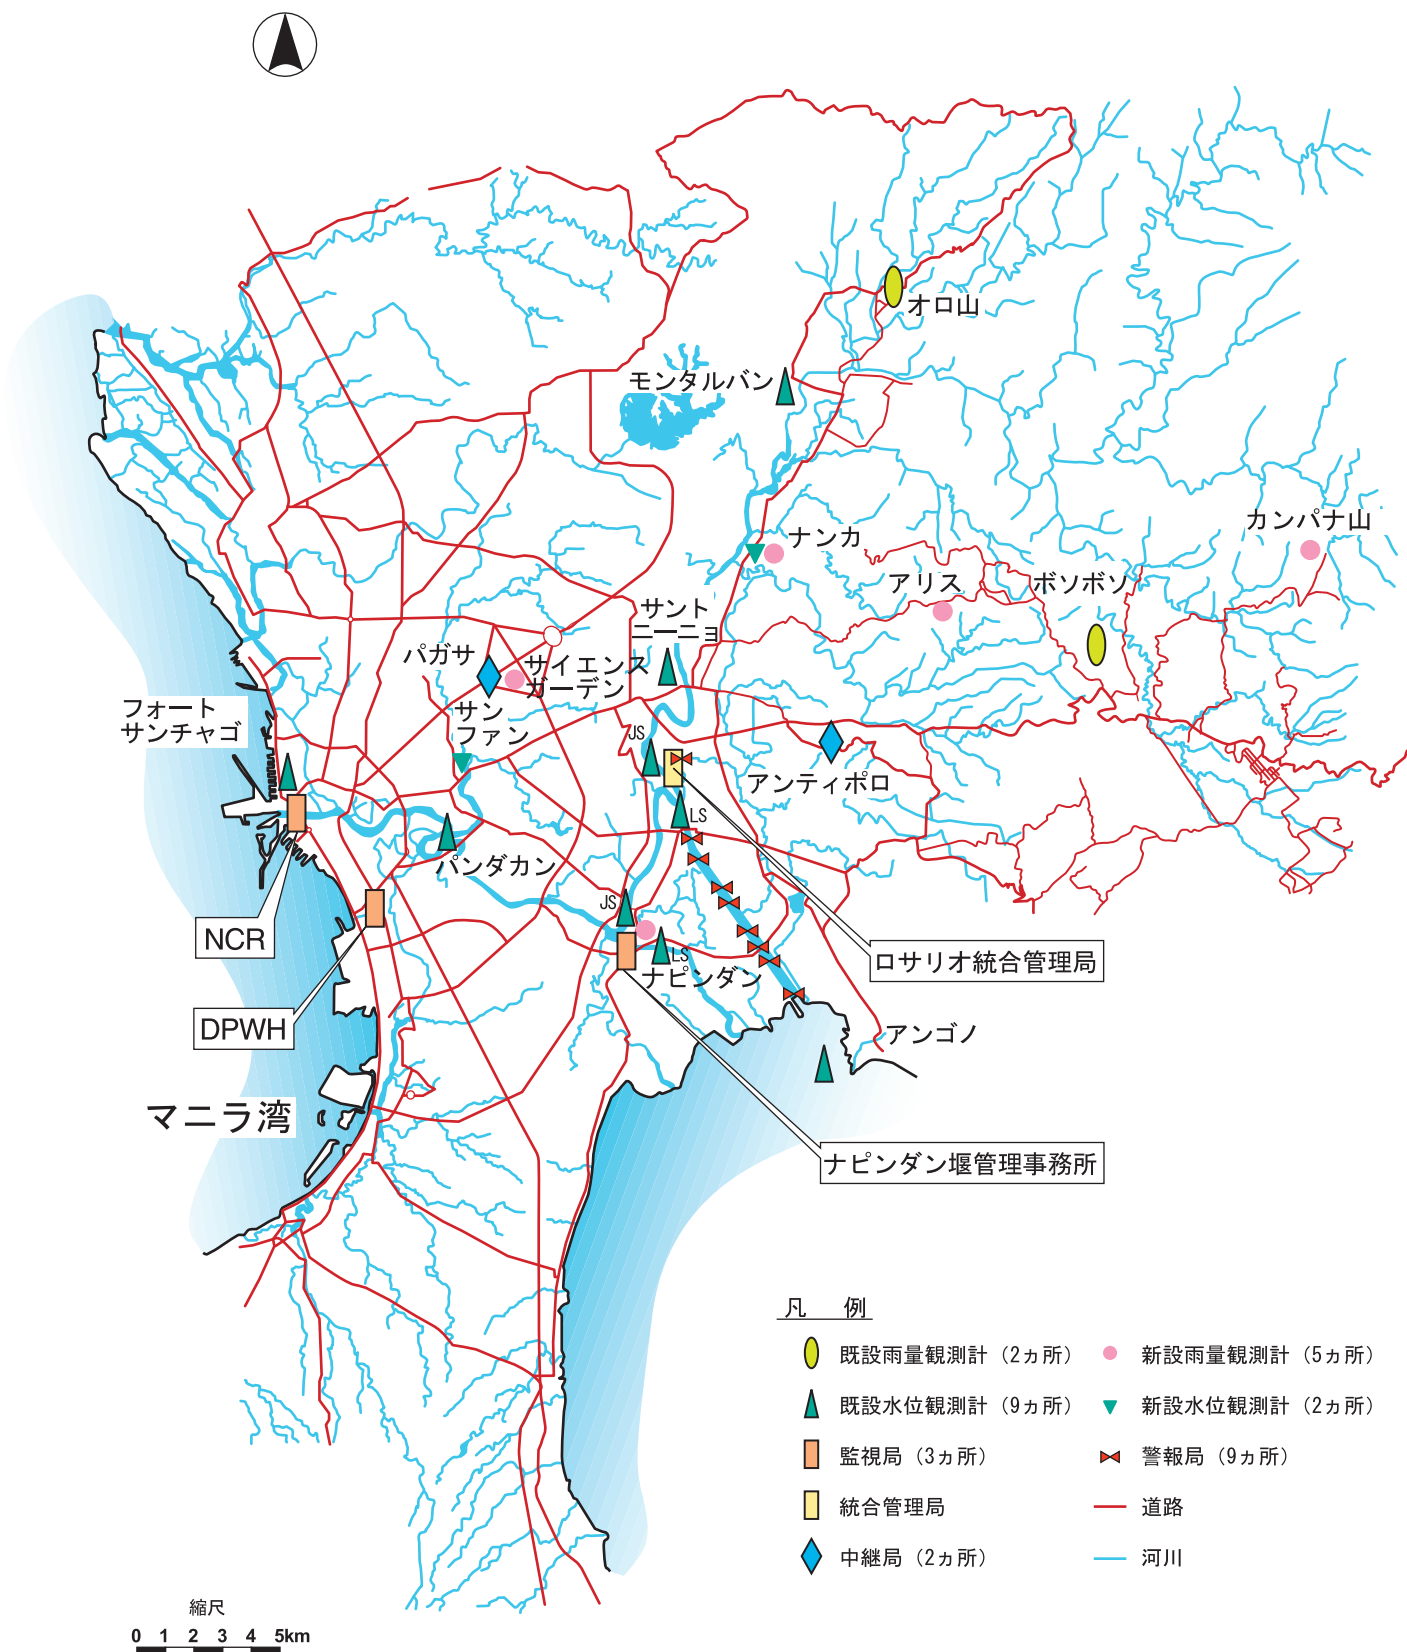 オロ山
モンタルバン
カンパナ山
ナンカ
アリス
ボソボソ
サント
ニーニョ
パガサ
サイエンス
ガーデン
フォート
サンチャゴ
サン
ファン
JS
アンティポロ
LS
パンダカン
JS
NCR
LS
ロサリオ統合管理局
ナピンダン
DPWH
アンゴノ
マニラ湾
ナピンダン堰管理事務所
凡 例
既設雨量観測計（2ヵ所）
新設雨量観測計（5ヵ所）
既設水位観測計（9ヵ所）
新設水位観測計（2ヵ所）
監視局（3ヵ所）
警報局（9ヵ所）
統合管理局
道路
中継局（2ヵ所）
河川
縮尺
0 1 2 3 4 5km